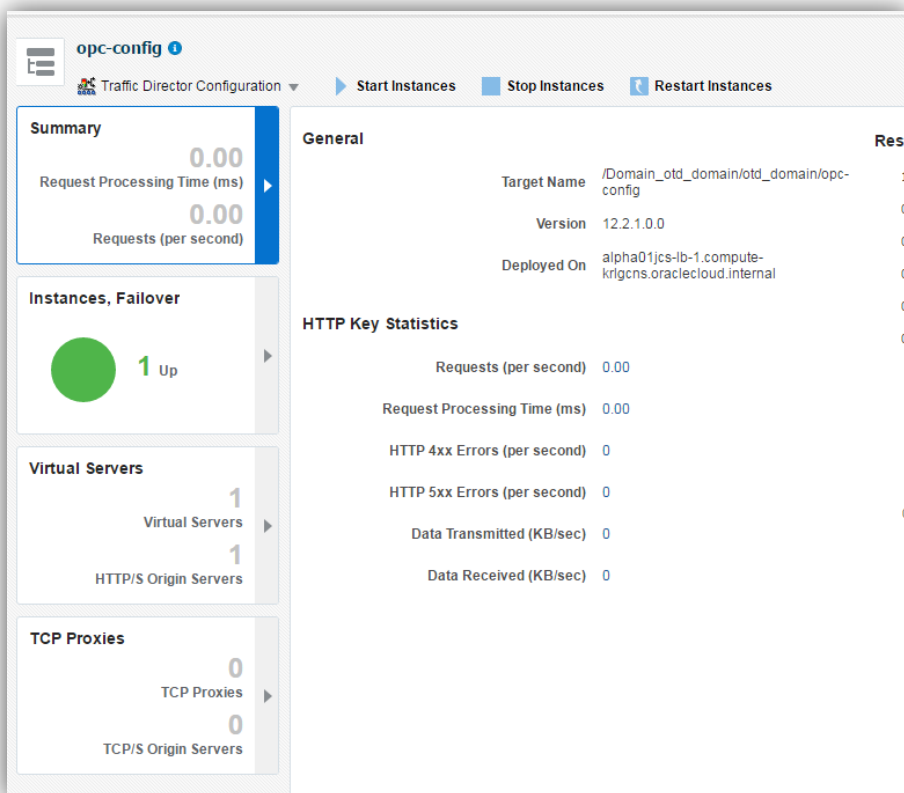 opc-config
Traffic Director Configuration
Start Instances
Stop Instances
Restart Instances
Summary
0.00
Request Processing Time (ms)
0.00
Requests (per second)
Instances, Failover
1 Up
Virtual Servers
1
Virtual Servers
1
HTTP/S Origin Servers
TCP Proxies
0
TCP Proxies
0
TCP/S Origin Servers
General
Target Name /Domain_otd_domain/otd_domain/opc-
config
Version 12.2.1.0.0
Deployed On alpha01jcs-lb-1.compute-
krlgcns.oraclecloud.internal
HTTP Key Statistics
Requests (per second) 0.00
Request Processing Time (ms) 0.00
HTTP 4xx Errors (per second) 0
HTTP 5xx Errors (per second) 0
Data Transmitted (KB/sec) 0
Data Received (KB/sec) 0
Res